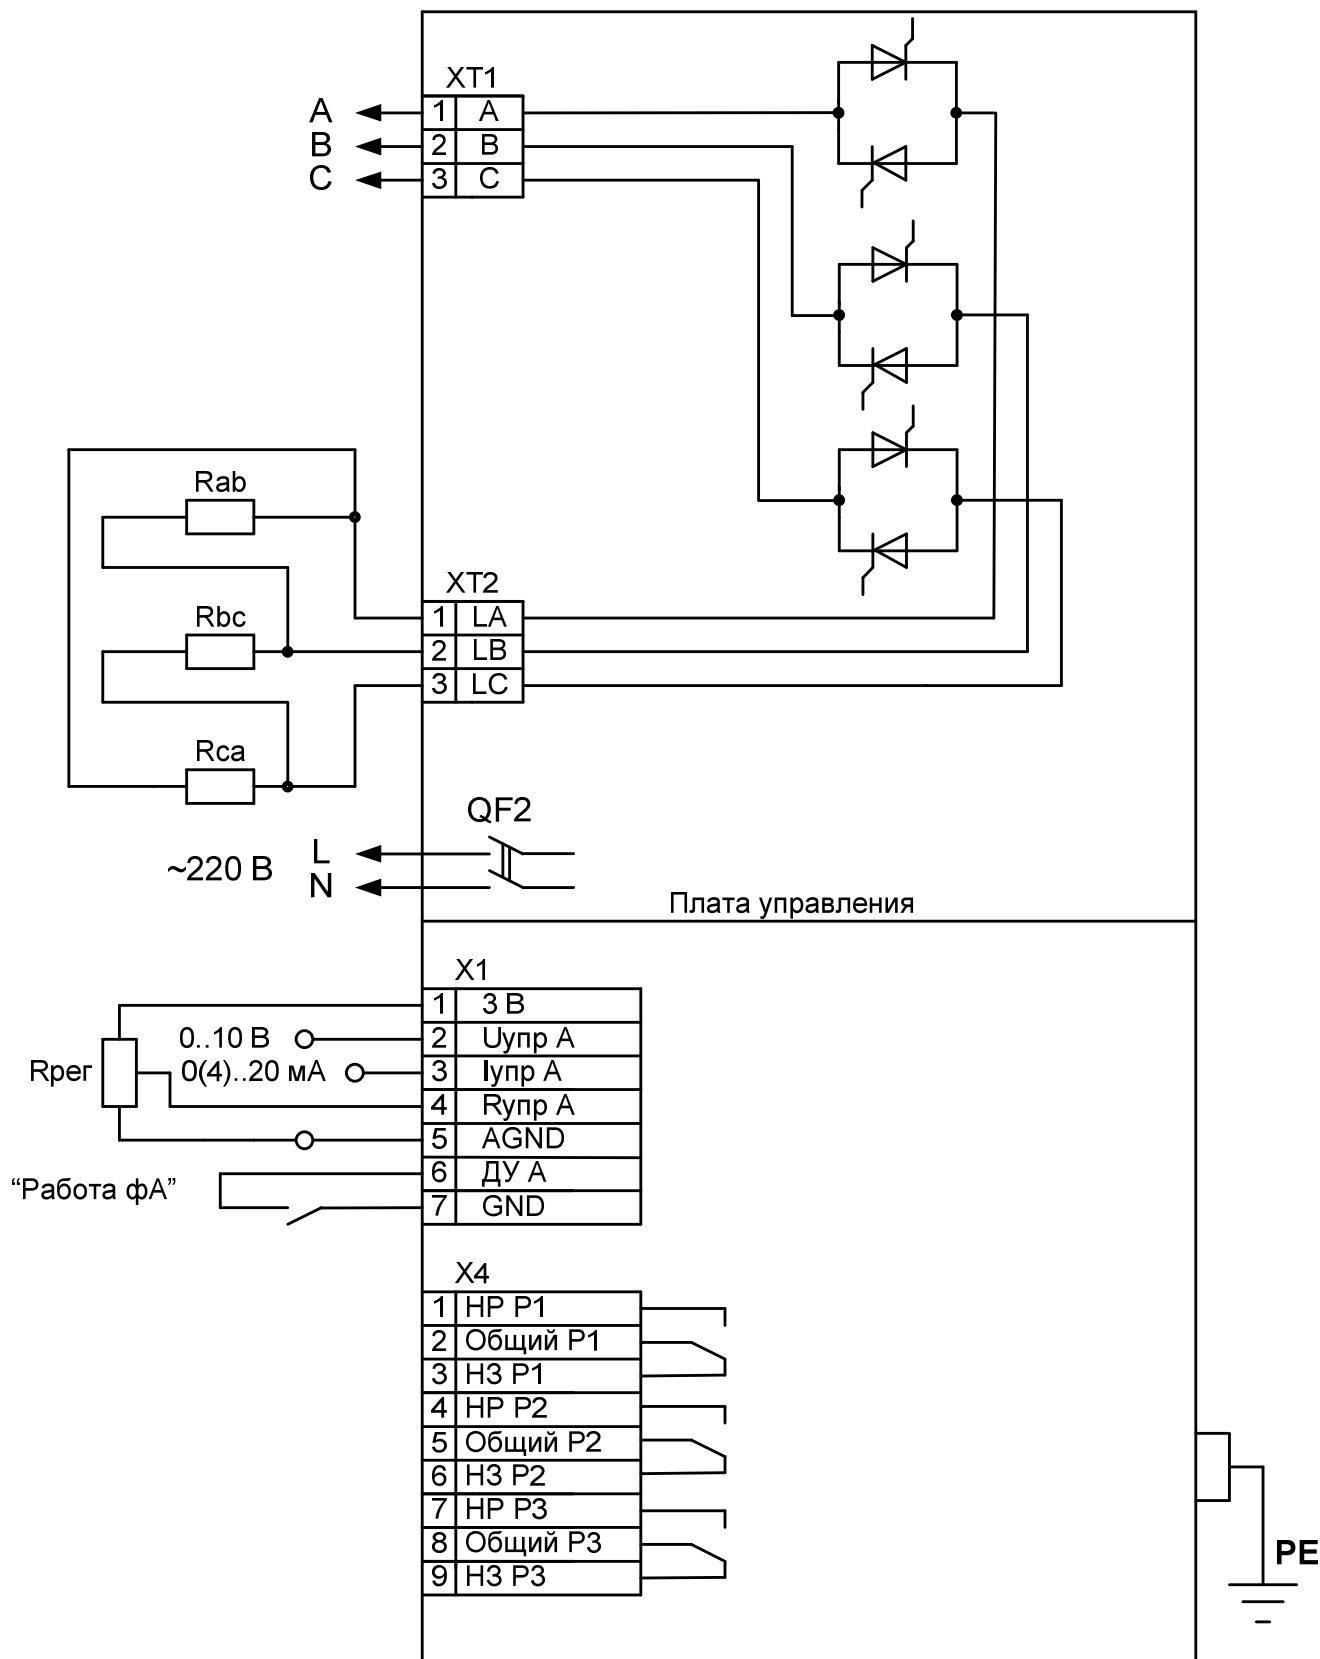 XT1
A 1 A
B 2 B
C 3 C
Rab
XT2
1 LA
Rbc
2 LB
3 LC
Rca
QF2
~220 В L
N
Плата управления
X1
1 3 В
0..10 В 2 Uупр А
Rрег 0(4)..20 мА 3 Iупр А
4 Rупр А
5 AGND
6 ДУ А
“Работа фА”
7 GND
X4
1 НР Р1
2 Общий Р1
3 НЗ Р1
4 НР Р2
5 Общий Р2
6 НЗ Р2
7 НР Р3
8 Общий Р3
PE
9 НЗ Р3